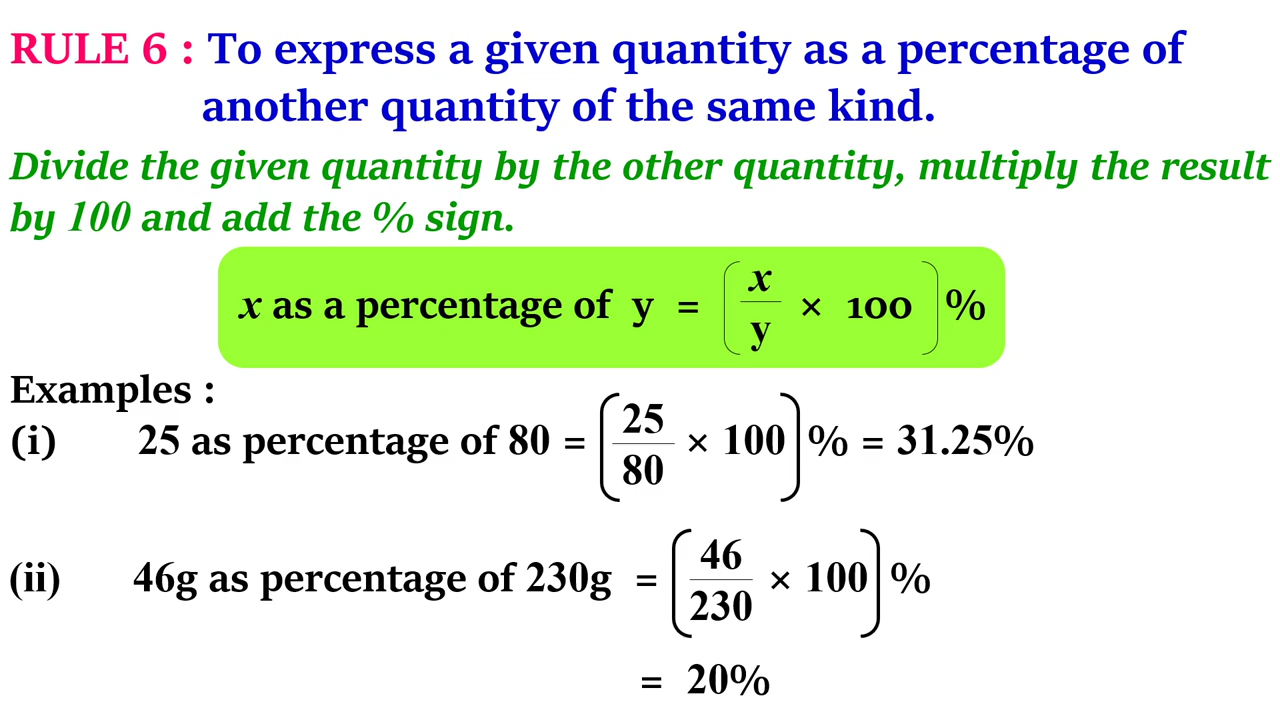 RULE 6 : To express a given quantity as a percentage of
another quantity of the same kind.
Divide the given quantity by the other quantity, multiply the result
by 100 and add the % sign.
x as a percentage of y = (x/y × 100) %
Examples :
(i) 25 as percentage of 80 = (25/80 × 100) % = 31.25%
(ii) 46g as percentage of 230g = (46/230 × 100) %
= 20%